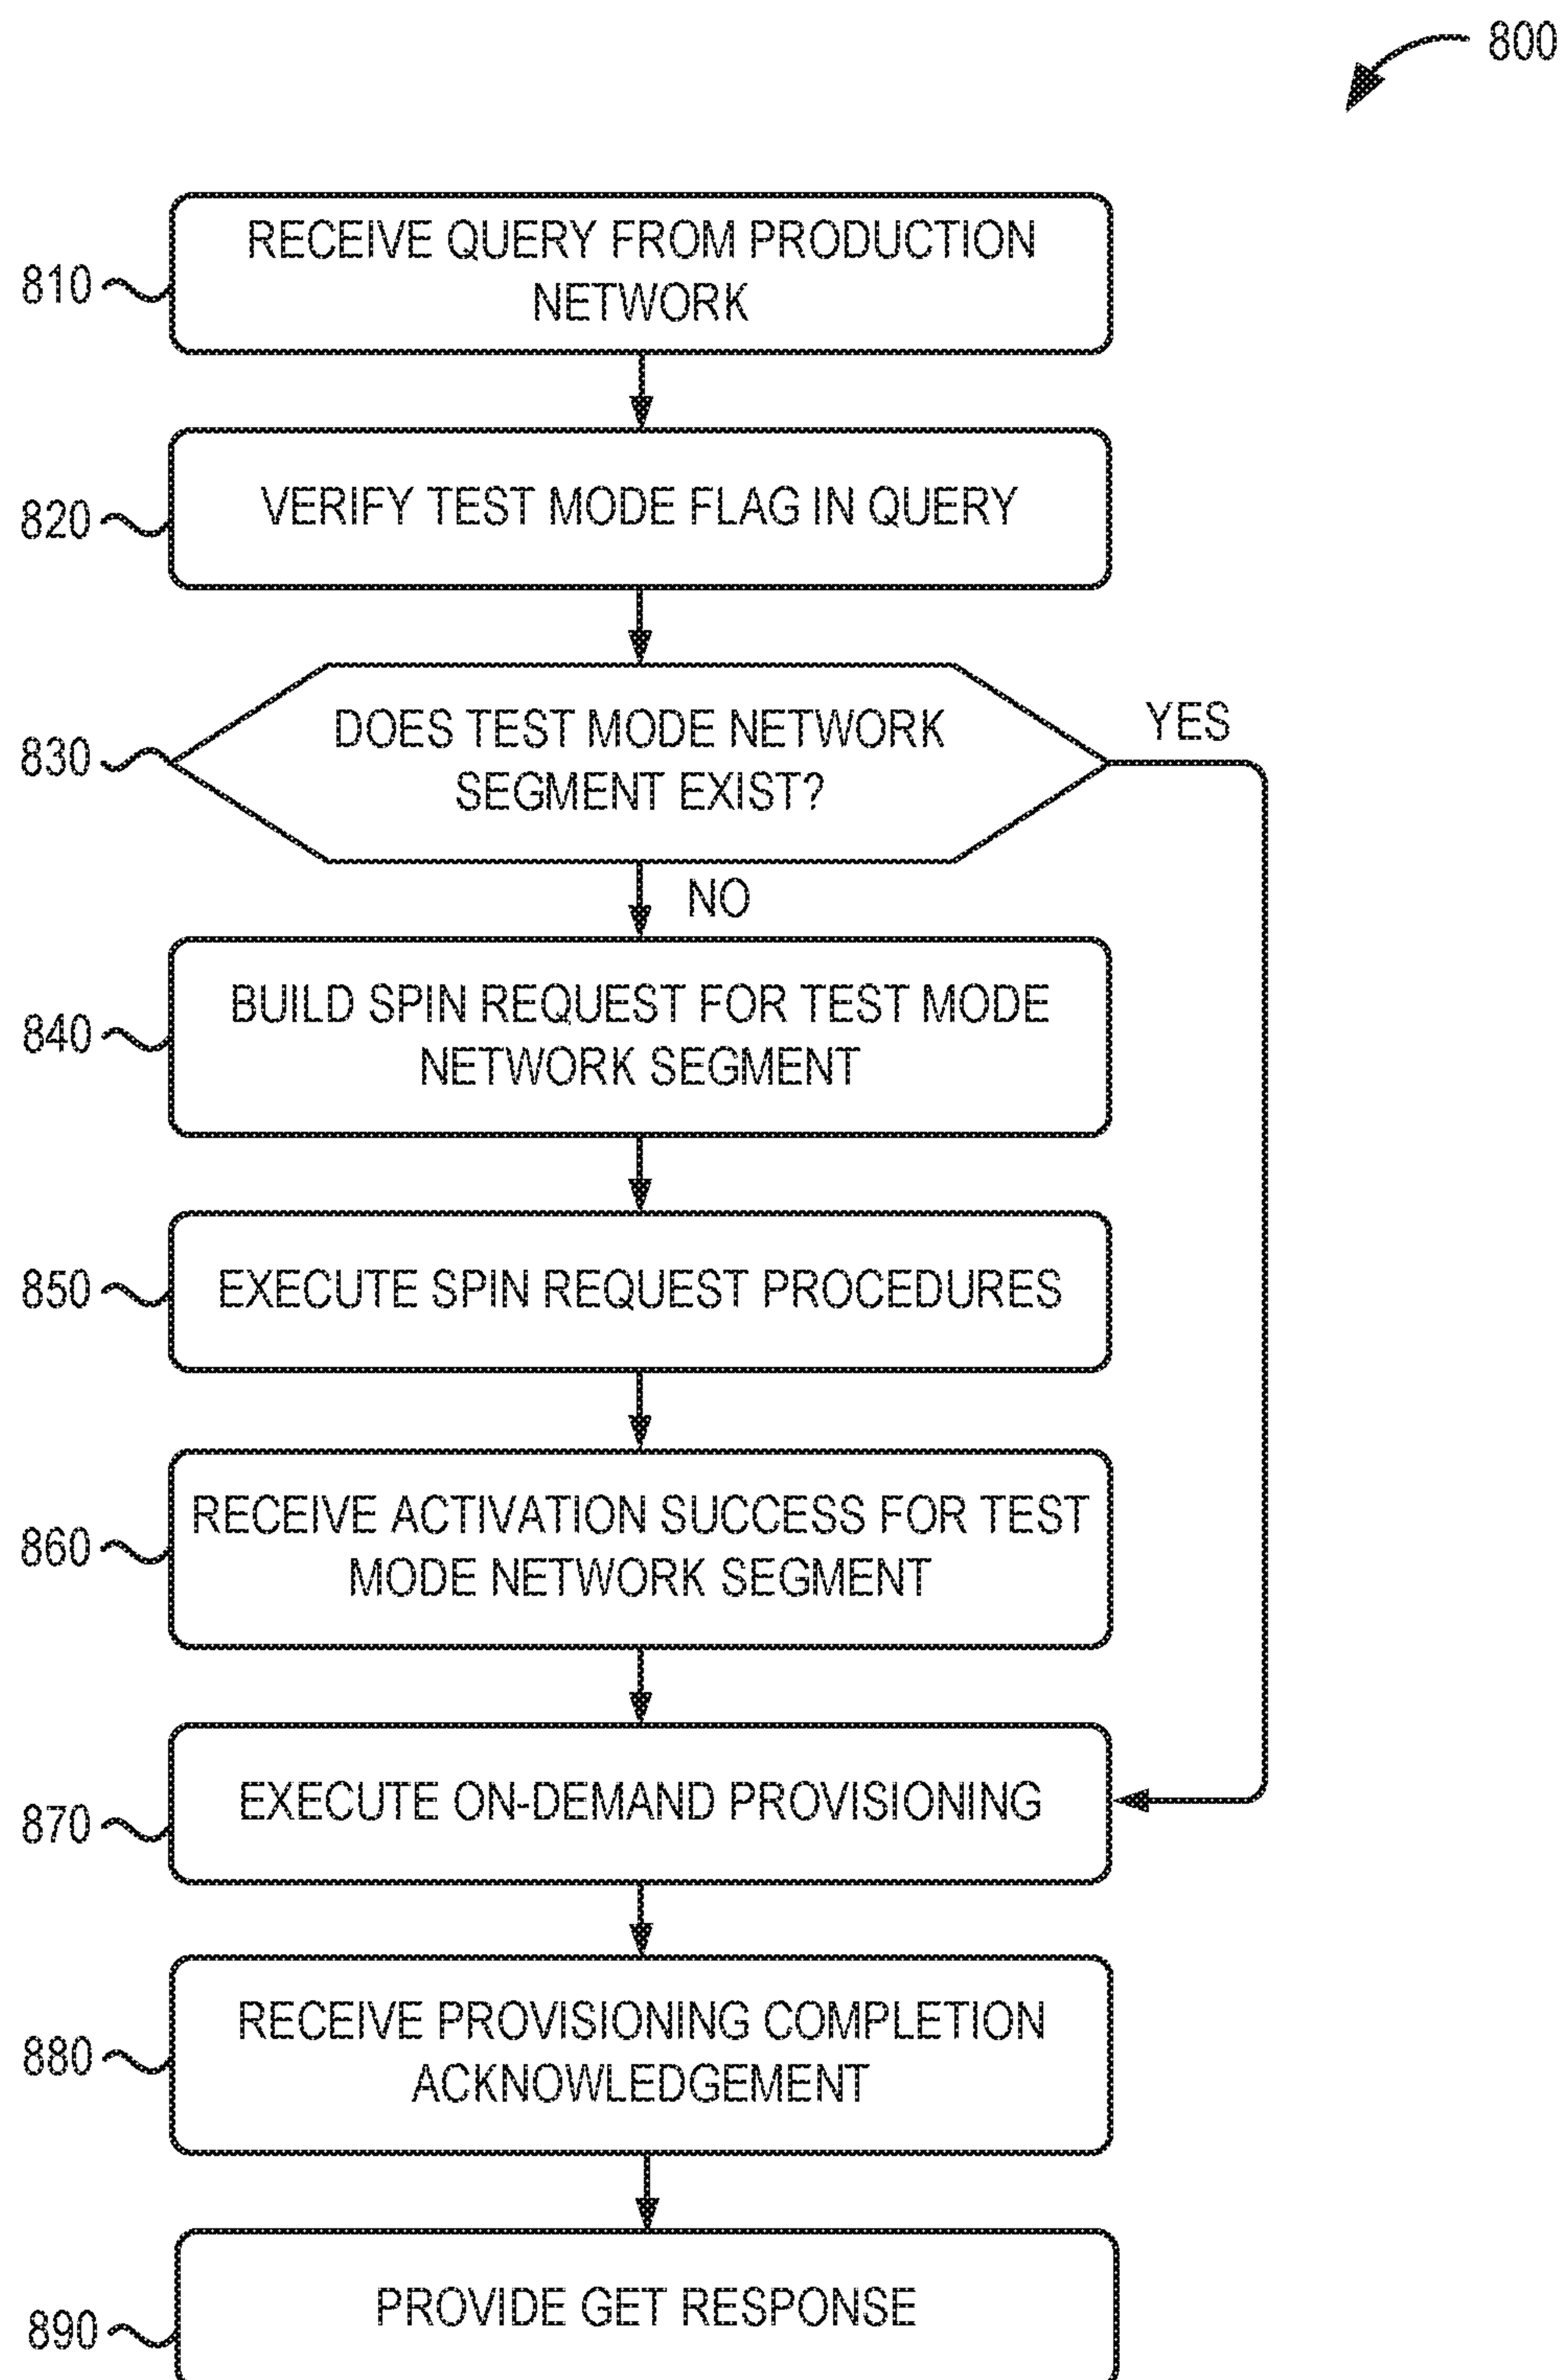 800
RECEIVE QUERY FROM PRODUCTION
NETWORK
810
VERIFY TEST MODE FLAG IN QUERY
820
DOES TEST MODE NETWORK
SEGMENT EXIST?
830
YES
NO
BUILD SPIN REQUEST FOR TEST MODE
NETWORK SEGMENT
840
EXECUTE SPIN REQUEST PROCEDURES
850
RECEIVE ACTIVATION SUCCESS FOR TEST
MODE NETWORK SEGMENT
860
EXECUTE ON-DEMAND PROVISIONING
870
RECEIVE PROVISIONING COMPLETION
ACKNOWLEDGEMENT
880
PROVIDE GET RESPONSE
890